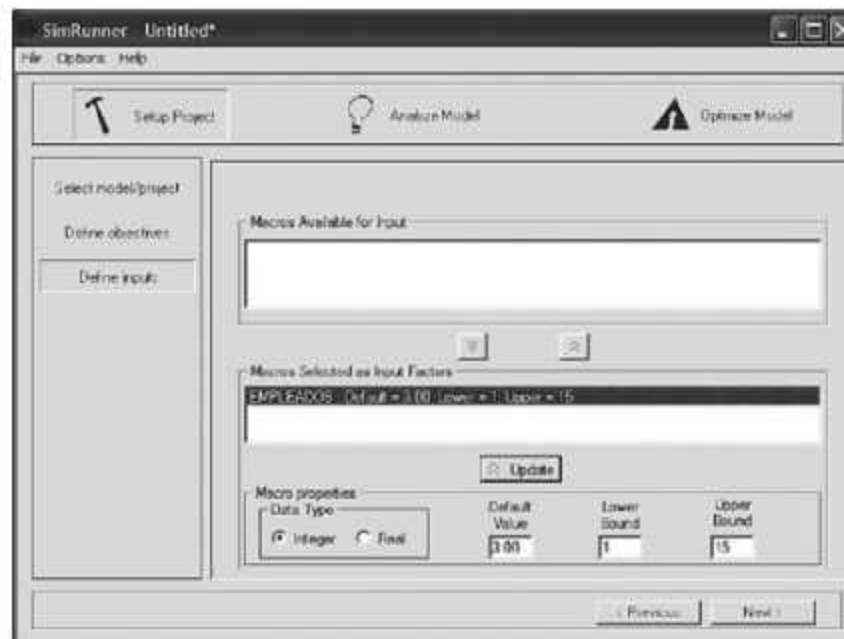 SimRunner Untitled*
File Options Help
Setup Project
Analyze Model
Optimize Model
Select model/project
Define objectives
Define inputs
Macros Available for Input
Macros Selected as Input Factors
EMPLEADOS : Default = 3.00; Lower = 1; Upper = 15
Update
Macro properties
Data Type
Integer
Real
Default Value
3.00
Lower Bound
1
Upper Bound
15
< Previous
Next >